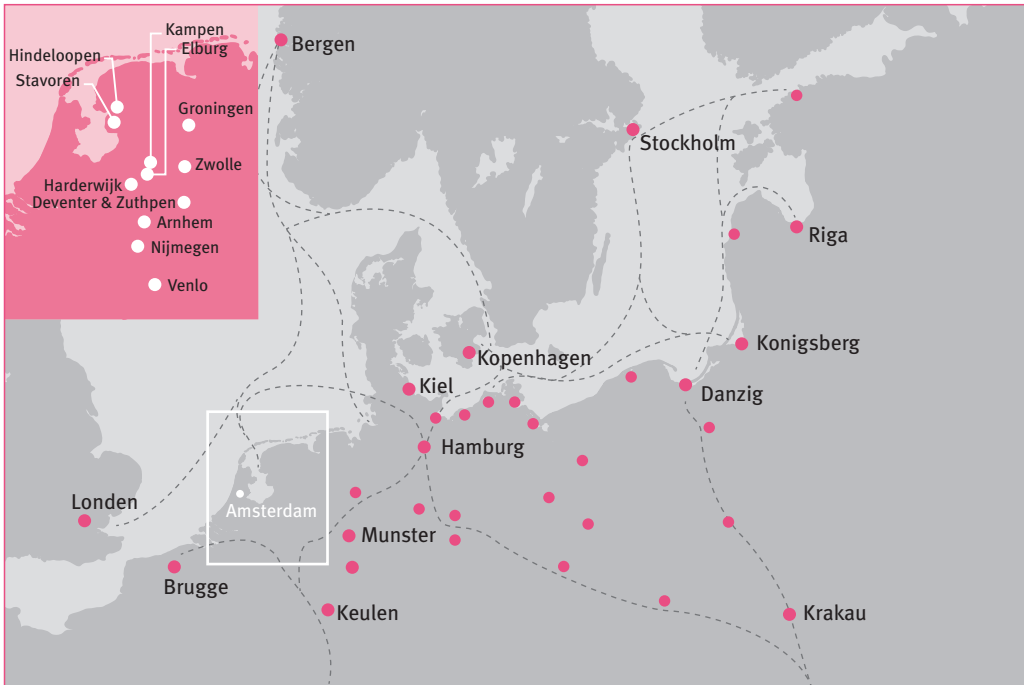 Kampen
Elburg
Hindeloopen
Stavoren
Groningen
Zwolle
Harderwijk
Deventer & Zuthpen
Arnhem
Nijmegen
Venlo
Bergen
Stockholm
Riga
Konigsberg
Kopenhagen
Kiel
Danzig
Hamburg
Londen
Amsterdam
Munster
Brugge
Keulen
Krakau